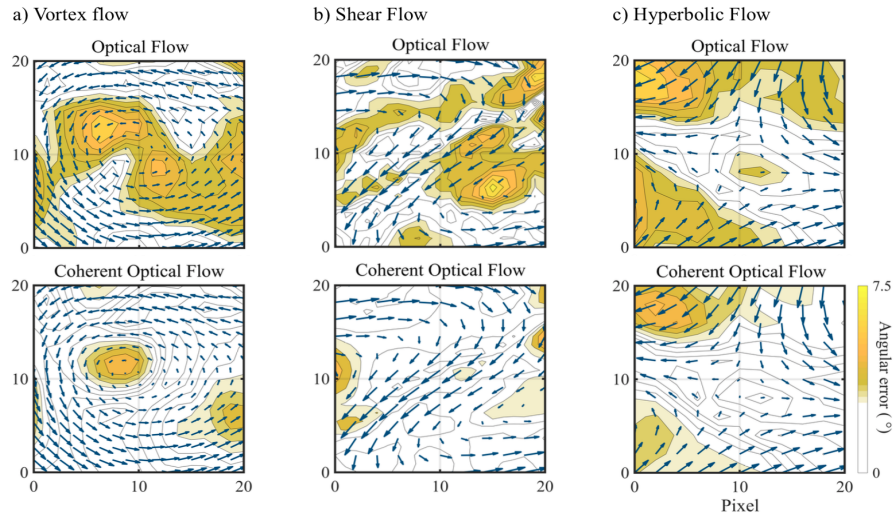 a) Vortex flow
b) Shear Flow
c) Hyperbolic Flow
Optical Flow
Optical Flow
Optical Flow
20
10
0
20
10
0
20
10
0
Coherent Optical Flow
Coherent Optical Flow
Coherent Optical Flow
20
10
0
0
10
20
20
10
0
0
10
20
20
10
0
0
10
20
Pixel
7.5
Angular error (°)
0